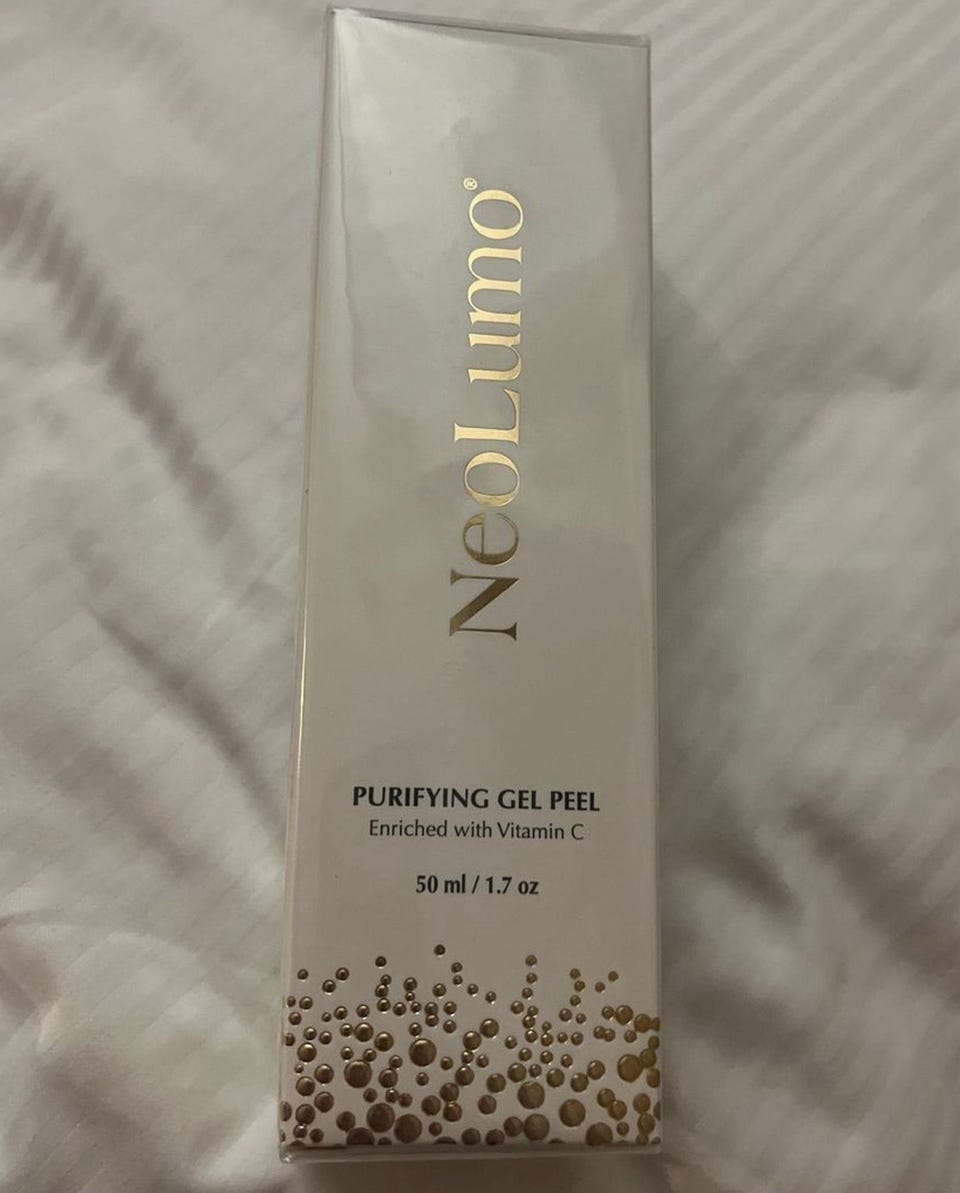 NeoLumo®
PURIFYING GEL PEEL
Enriched with Vitamin C
50 ml / 1.7 oz